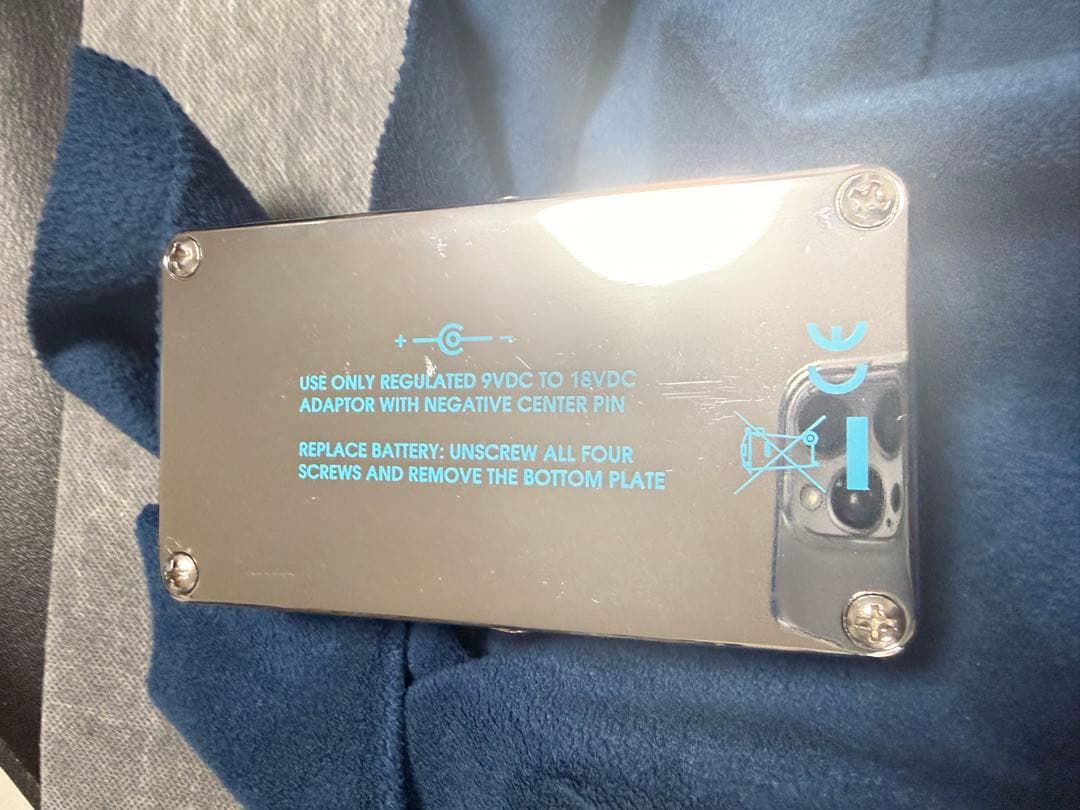 + -
USE ONLY REGULATED 9VDC TO 18VDC
ADAPTOR WITH NEGATIVE CENTER PIN
REPLACE BATTERY: UNSCREW ALL FOUR
SCREWS AND REMOVE THE BOTTOM PLATE
CE